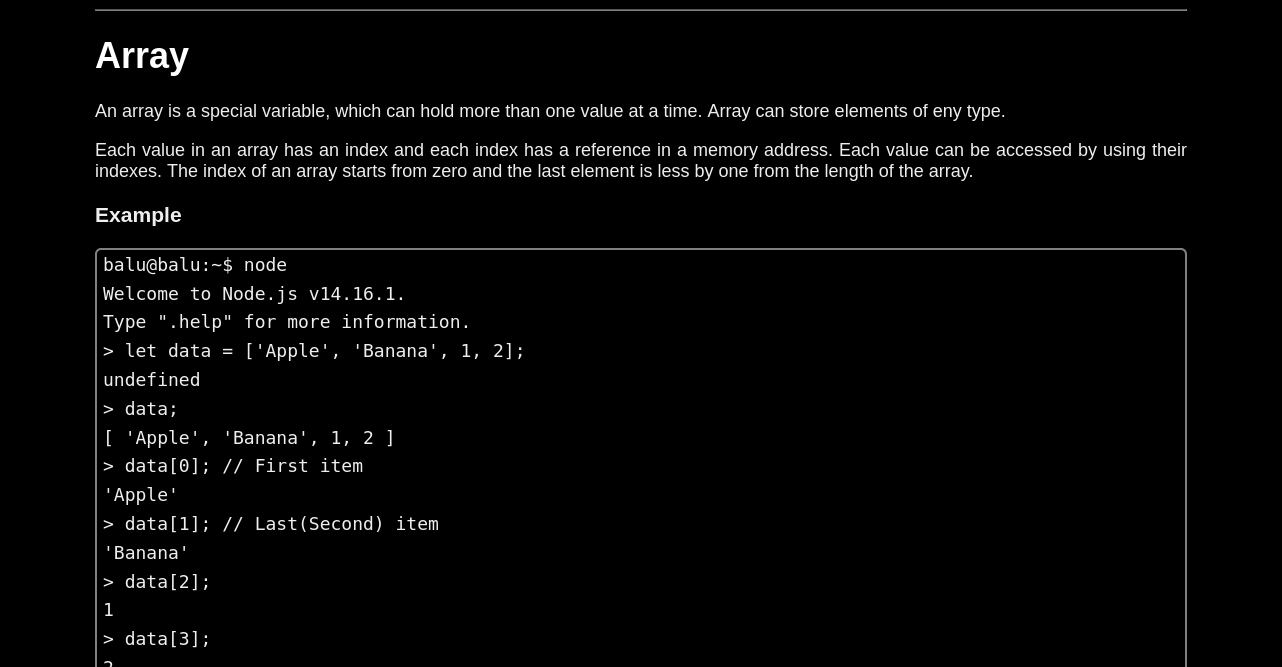 Array
An array is a special variable, which can hold more than one value at a time. Array can store elements of eny type.
Each value in an array has an index and each index has a reference in a memory address. Each value can be accessed by using their
indexes. The index of an array starts from zero and the last element is less by one from the length of the array.
Example
balu@balu:~$ node
Welcome to Node.js v14.16.1.
Type ".help" for more information.
> let data = ['Apple', 'Banana', 1, 2];
undefined
> data;
[ 'Apple', 'Banana', 1, 2 ]
> data[0]; // First item
'Apple'
> data[1]; // Last(Second) item
'Banana'
> data[2];
1
> data[3];